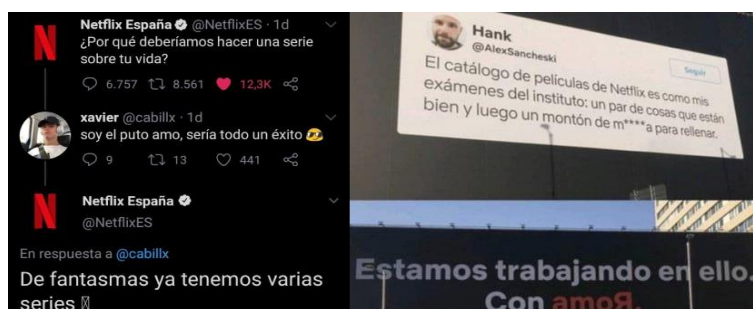 Netflix España @NetflixES · 1d
¿Por qué deberíamos hacer una serie
sobre tu vida?
6.757 8.561 12,3K
xavier @cabillx · 1d
soy el puto amo, sería todo un éxito
9 13 441
Netflix España
@NetflixES
En respuesta a @cabillx
De fantasmas ya tenemos varias
series
Hank
@AlexSancheski
Seguir
El catálogo de películas de Netflix es como mis
exámenes del instituto: un par de cosas que están
bien y luego un montón de m****a para rellenar.
Estamos trabajando en ello.
Con amoЯ.